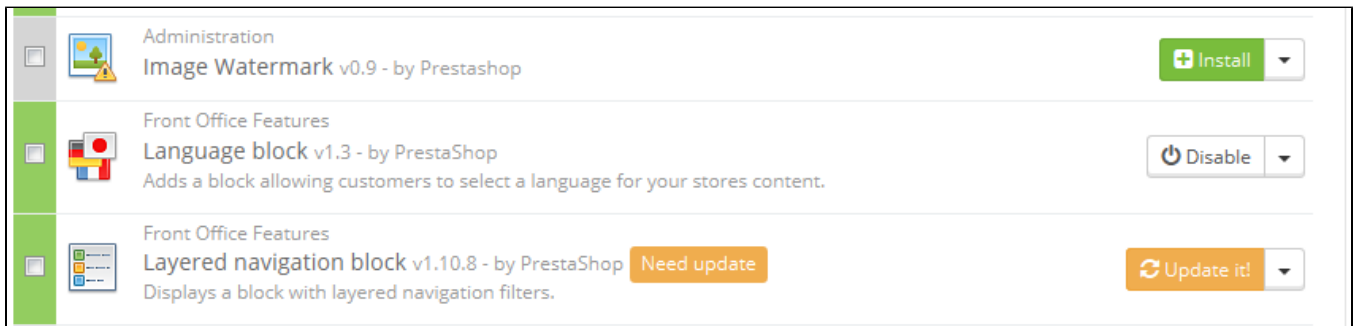 Administration
Image Watermark v0.9 - by Prestashop
Install
Front Office Features
Language block v1.3 - by PrestaShop
Disable
Adds a block allowing customers to select a language for your stores content.
Front Office Features
Layered navigation block v1.10.8 - by PrestaShop Need update
Update it!
Displays a block with layered navigation filters.